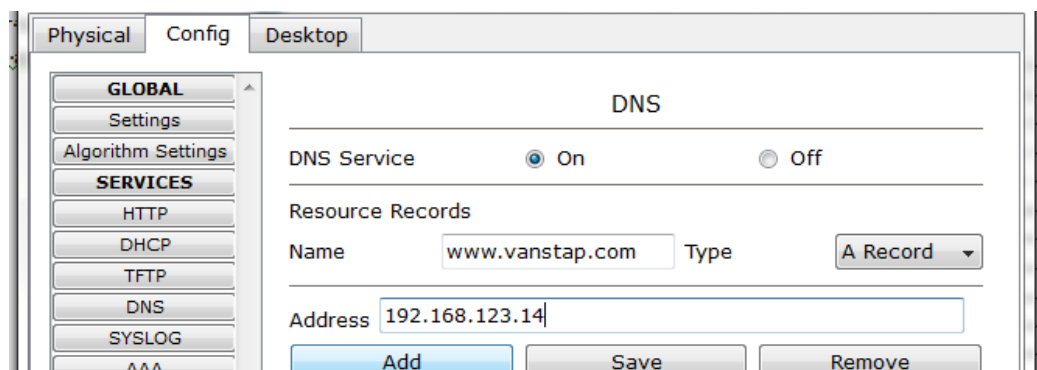 Physical Config Desktop
GLOBAL
Settings
Algorithm Settings
SERVICES
HTTP
DHCP
TFTP
DNS
SYSLOG
AAA
DNS
DNS Service On Off
Resource Records
Name www.vanstap.com Type A Record
Address 192.168.123.14
Add Save Remove